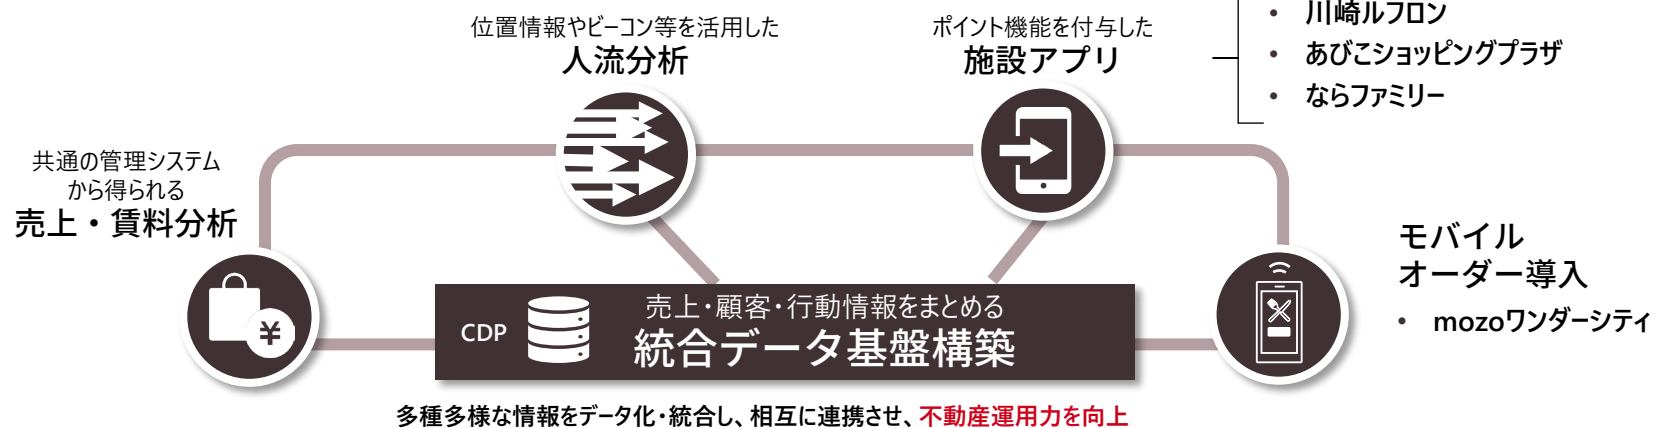 位置情報やビーコン等を活用した
人流分析
ポイント機能を付与した
施設アプリ
• 川崎ルフロン
• あびこショッピングプラザ
• ならファミリー
共通の管理システム
から得られる
売上・賃料分析
¥
モバイル
オーダー導入
• mozoワンダーシティ
CDP
売上・顧客・行動情報をまとめる
統合データ基盤構築
多種多様な情報をデータ化・統合し、相互に連携させ、不動産運用力を向上